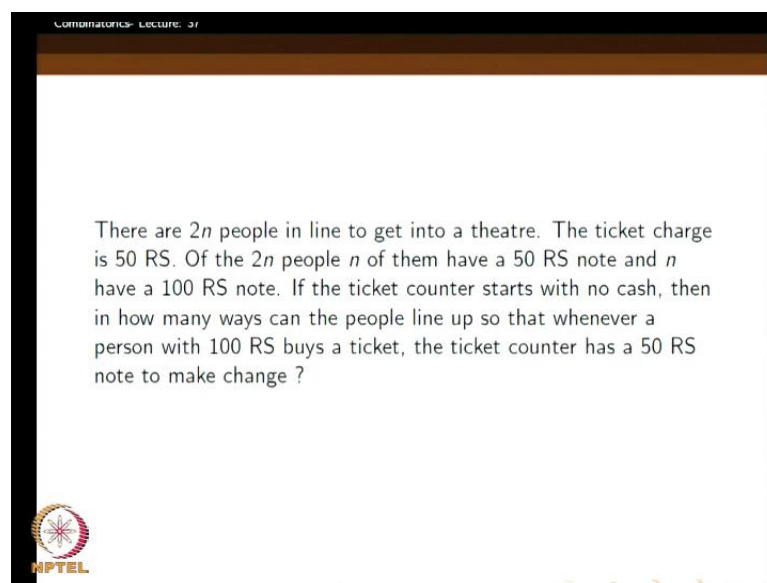 Combinatorics- Lecture: 37
There are 2n people in line to get into a theatre. The ticket charge
is 50 RS. Of the 2n people n of them have a 50 RS note and n
have a 100 RS note. If the ticket counter starts with no cash, then
in how many ways can the people line up so that whenever a
person with 100 RS buys a ticket, the ticket counter has a 50 RS
note to make change ?
NPTEL